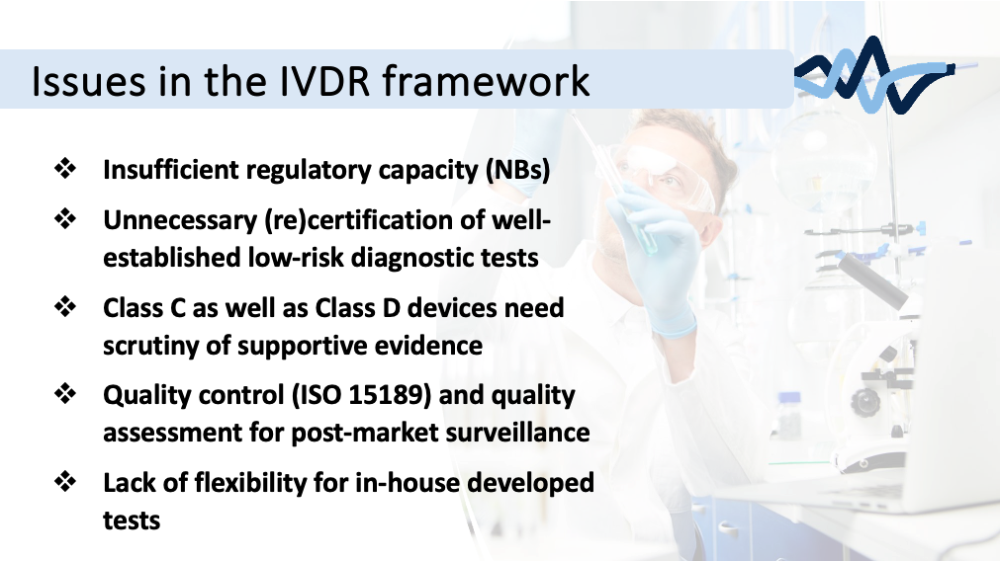 Issues in the IVDR framework
❖ Insufficient regulatory capacity (NBs)
❖ Unnecessary (re)certification of well-
established low-risk diagnostic tests
❖ Class C as well as Class D devices need
scrutiny of supportive evidence
❖ Quality control (ISO 15189) and quality
assessment for post-market surveillance
❖ Lack of flexibility for in-house developed
tests